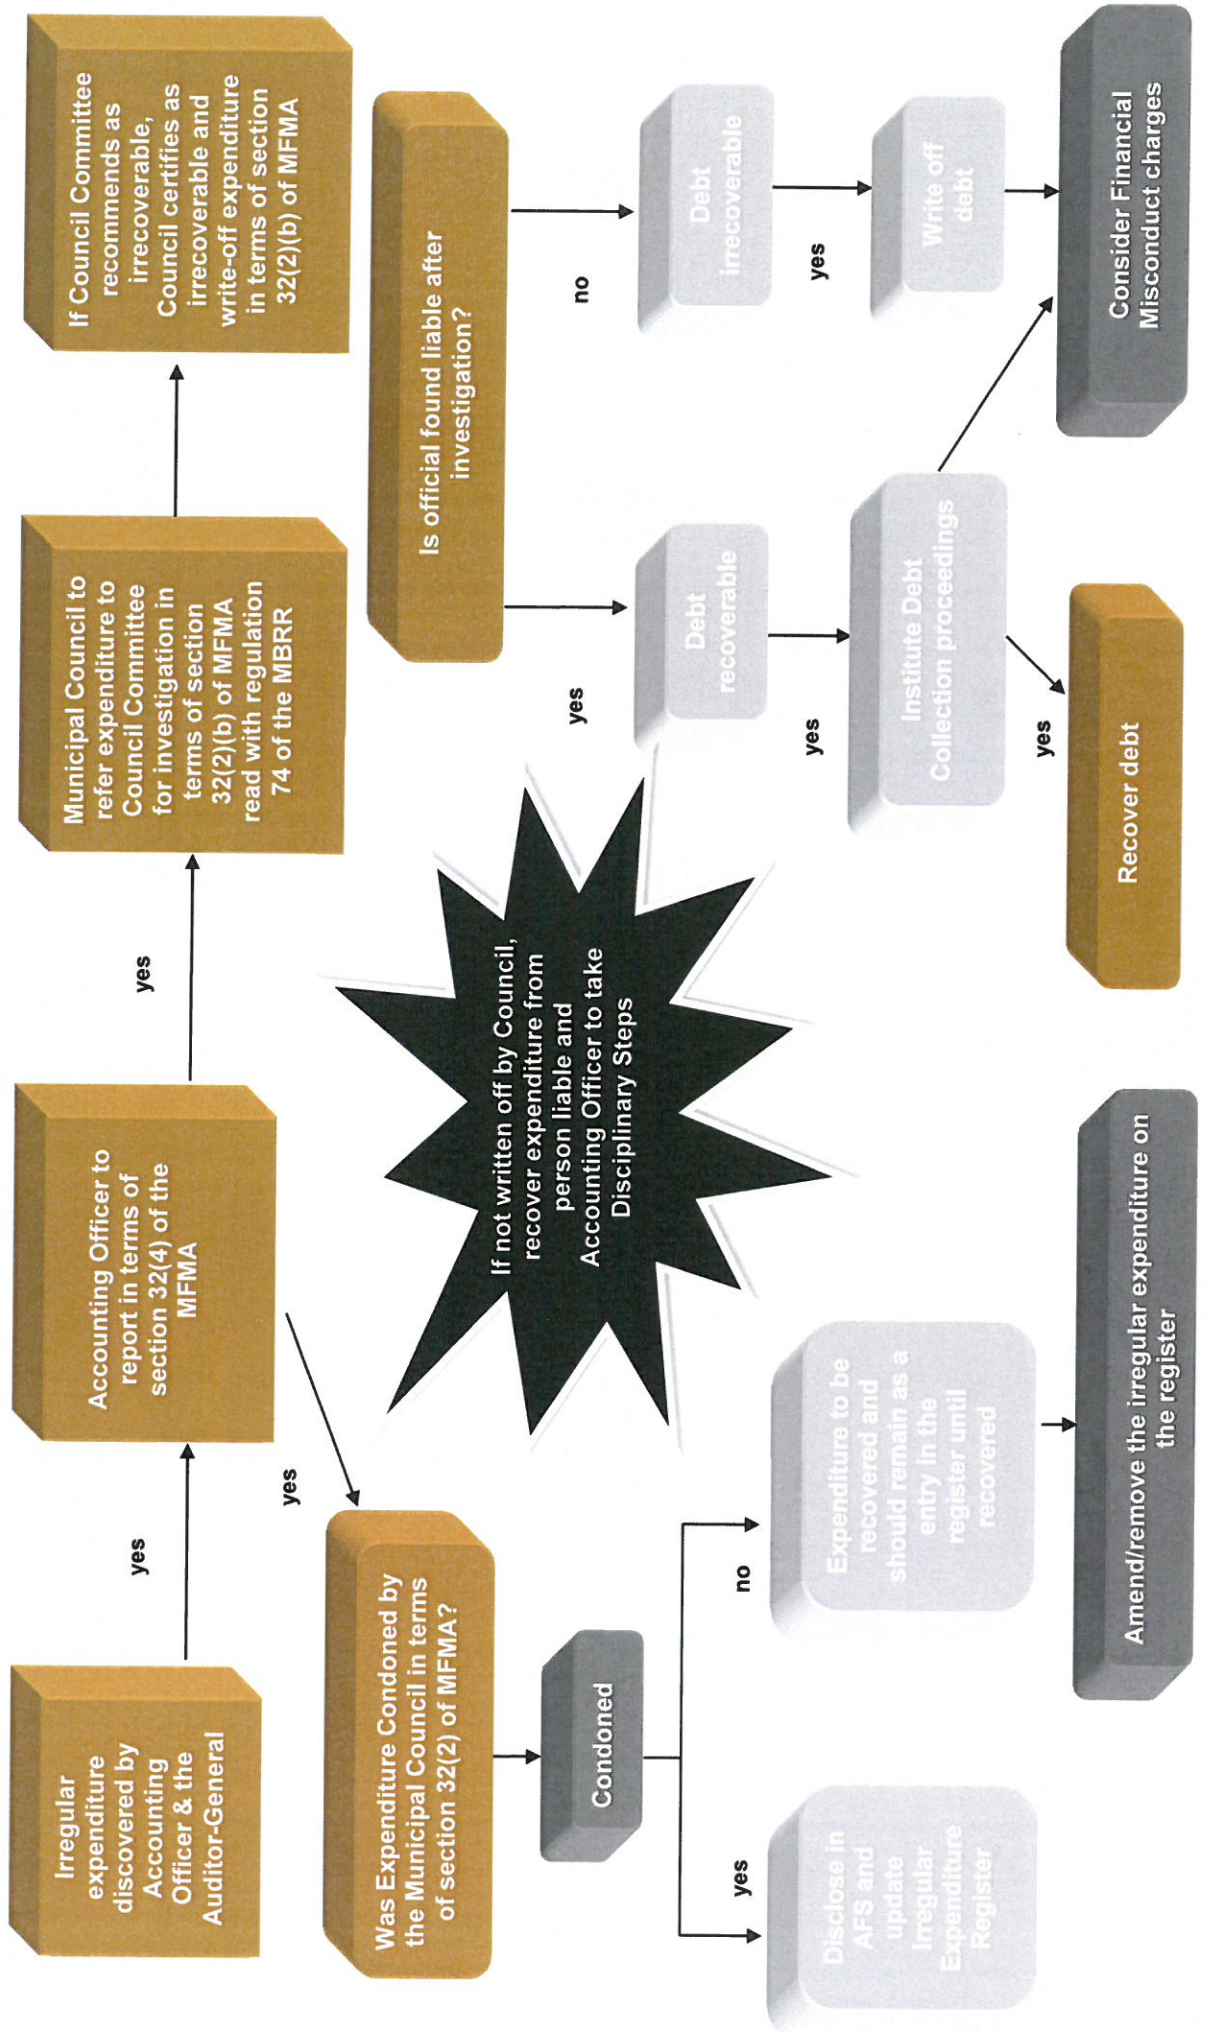 Irregular
expenditure
discovered by
Accounting
Officer & the
Auditor-General
yes
Accounting Officer to
report in terms of
section 32(4) of the
MFMA
yes
Municipal Council to
refer expenditure to
Council Committee
for investigation in
terms of section
32(2)(b) of MFMA
read with regulation
74 of the MBRR
If Council Committee
recommends as
irrecoverable,
Council certifies as
irrecoverable and
write-off expenditure
in terms of section
32(2)(b) of MFMA
yes
Was Expenditure Condoned by
the Municipal Council in terms
of section 32(2) of MFMA?
Condoned
yes
no
Disclose in
AFS and
update
Irregular
Expenditure
Register
Expenditure to be
recovered and
should remain as a
entry in the
register until
recovered
Amend/remove the irregular expenditure on
the register
If not written off by Council,
recover expenditure from
person liable and
Accounting Officer to take
Disciplinary Steps
Is official found liable after
investigation?
yes
no
Debt
recoverable
Debt
irrecoverable
yes
yes
Institute Debt
Collection proceedings
Write off
debt
yes
Recover debt
Consider Financial
Misconduct charges